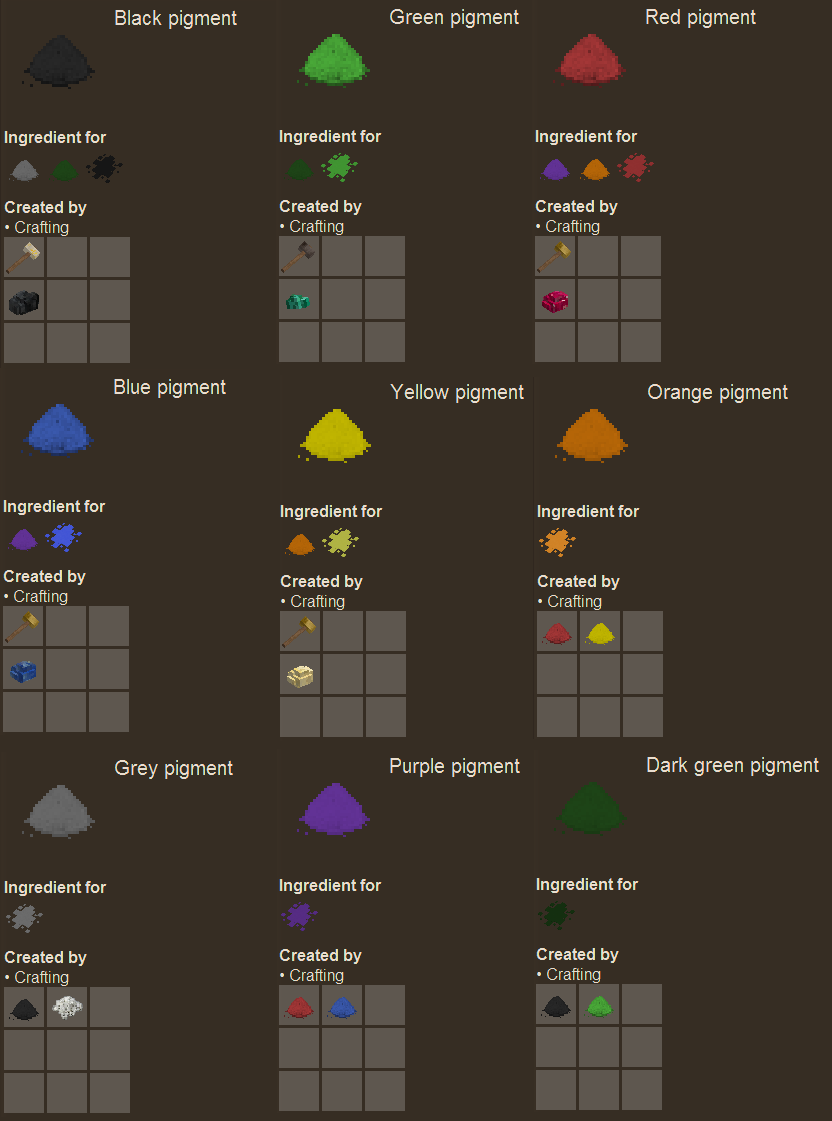 Black pigment
Ingredient for
Created by
• Crafting
Green pigment
Ingredient for
Created by
• Crafting
Red pigment
Ingredient for
Created by
• Crafting
Blue pigment
Ingredient for
Created by
• Crafting
Yellow pigment
Ingredient for
Created by
• Crafting
Orange pigment
Ingredient for
Created by
• Crafting
Grey pigment
Ingredient for
Created by
• Crafting
Purple pigment
Ingredient for
Created by
• Crafting
Dark green pigment
Ingredient for
Created by
• Crafting